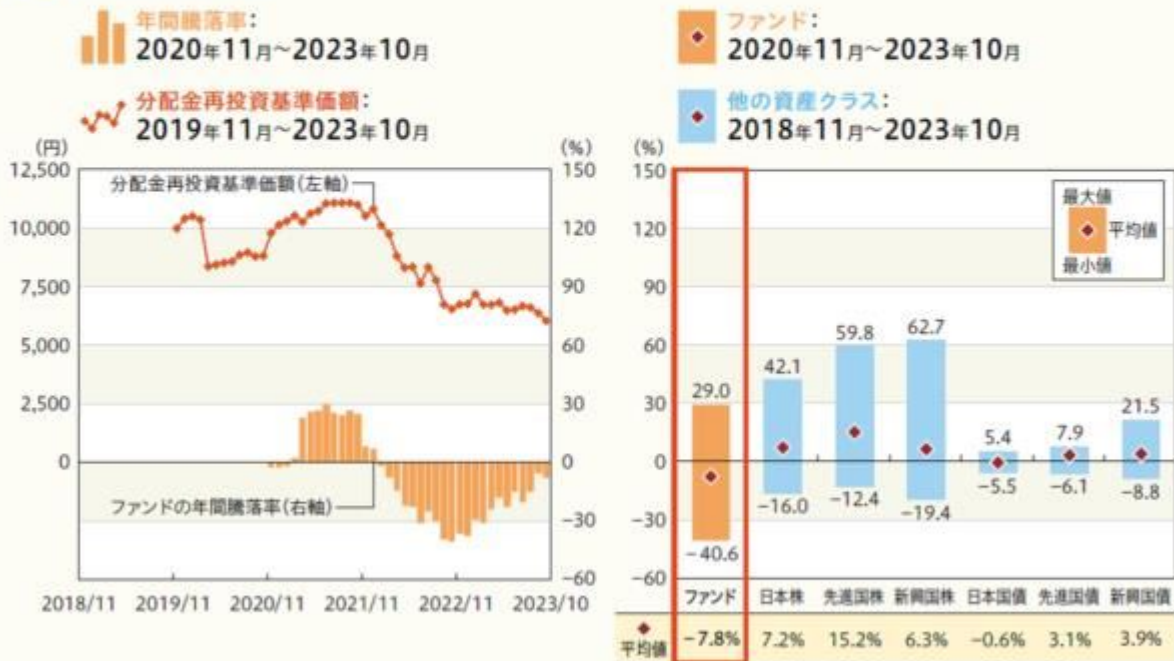 年間騰落率：
2020年11月～2023年10月
分配金再投資基準価額：
2019年11月～2023年10月
(円)
(%)
12,500
10,000
7,500
5,000
2,500
0
150
120
90
60
30
0
−30
−60
分配金再投資基準価額(左軸)
ファンドの年間騰落率(右軸)
2018/11 2019/11 2020/11 2021/11 2022/11 2023/10
ファンド：
2020年11月～2023年10月
他の資産クラス：
2018年11月～2023年10月
(%)
150
120
90
60
30
0
−30
−60
最大値
平均値
最小値
29.0 42.1 59.8 62.7 5.4 7.9 21.5
−40.6 −16.0 −12.4 −19.4 −5.5 −6.1 −8.8
ファンド 日本株 先進国株 新興国株 日本国債 先進国債 新興国債
平均値 −7.8% 7.2% 15.2% 6.3% −0.6% 3.1% 3.9%